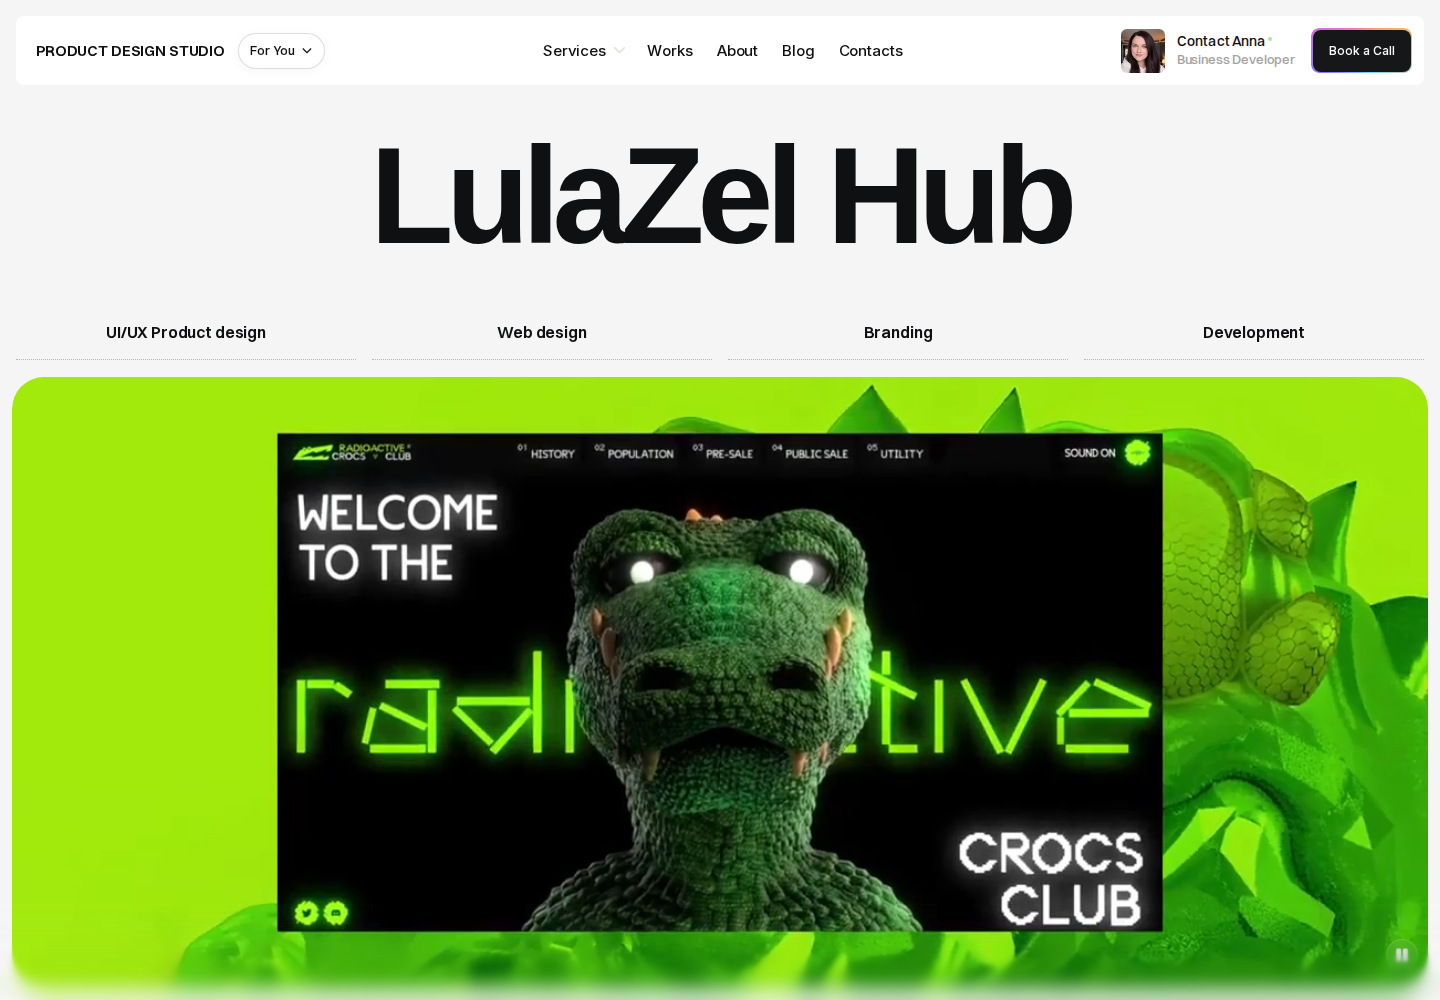 PRODUCT DESIGN STUDIO
For You
Services
Works
About
Blog
Contacts
Contact Anna
Business Developer
Book a Call
LulaZel Hub
UI/UX Product design
Web design
Branding
Development
RADIOACTIVE
CROCS CLUB
01 HISTORY
02 POPULATION
03 PRE-SALE
04 PUBLIC SALE
05 UTILITY
SOUND ON
WELCOME
TO THE
radi ctive
CROCS
CLUB